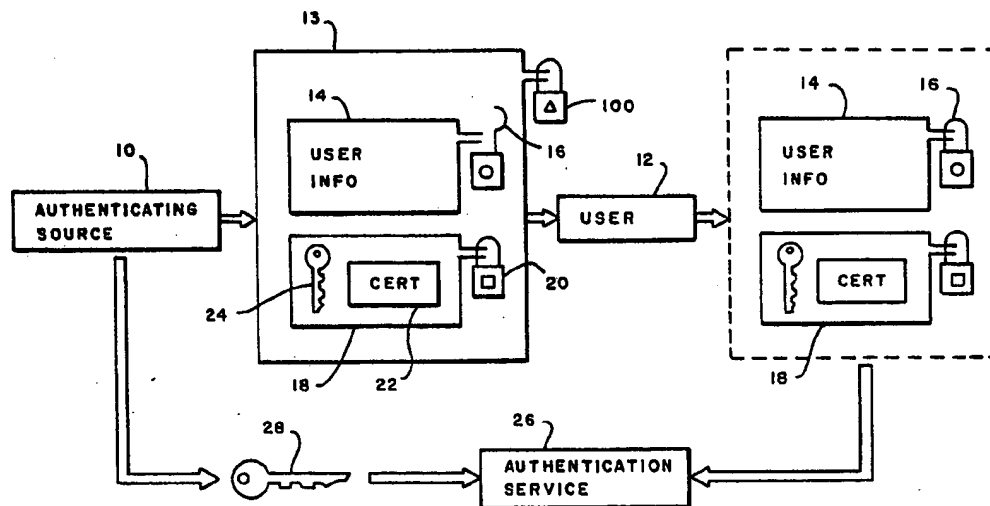 13
14
100
14
16
USER
INFO
16
10
12
USER
INFO
AUTHENTICATING
SOURCE
USER
CERT
20
CERT
24
18
22
18
28
26
AUTHENTICATION
SERVICE